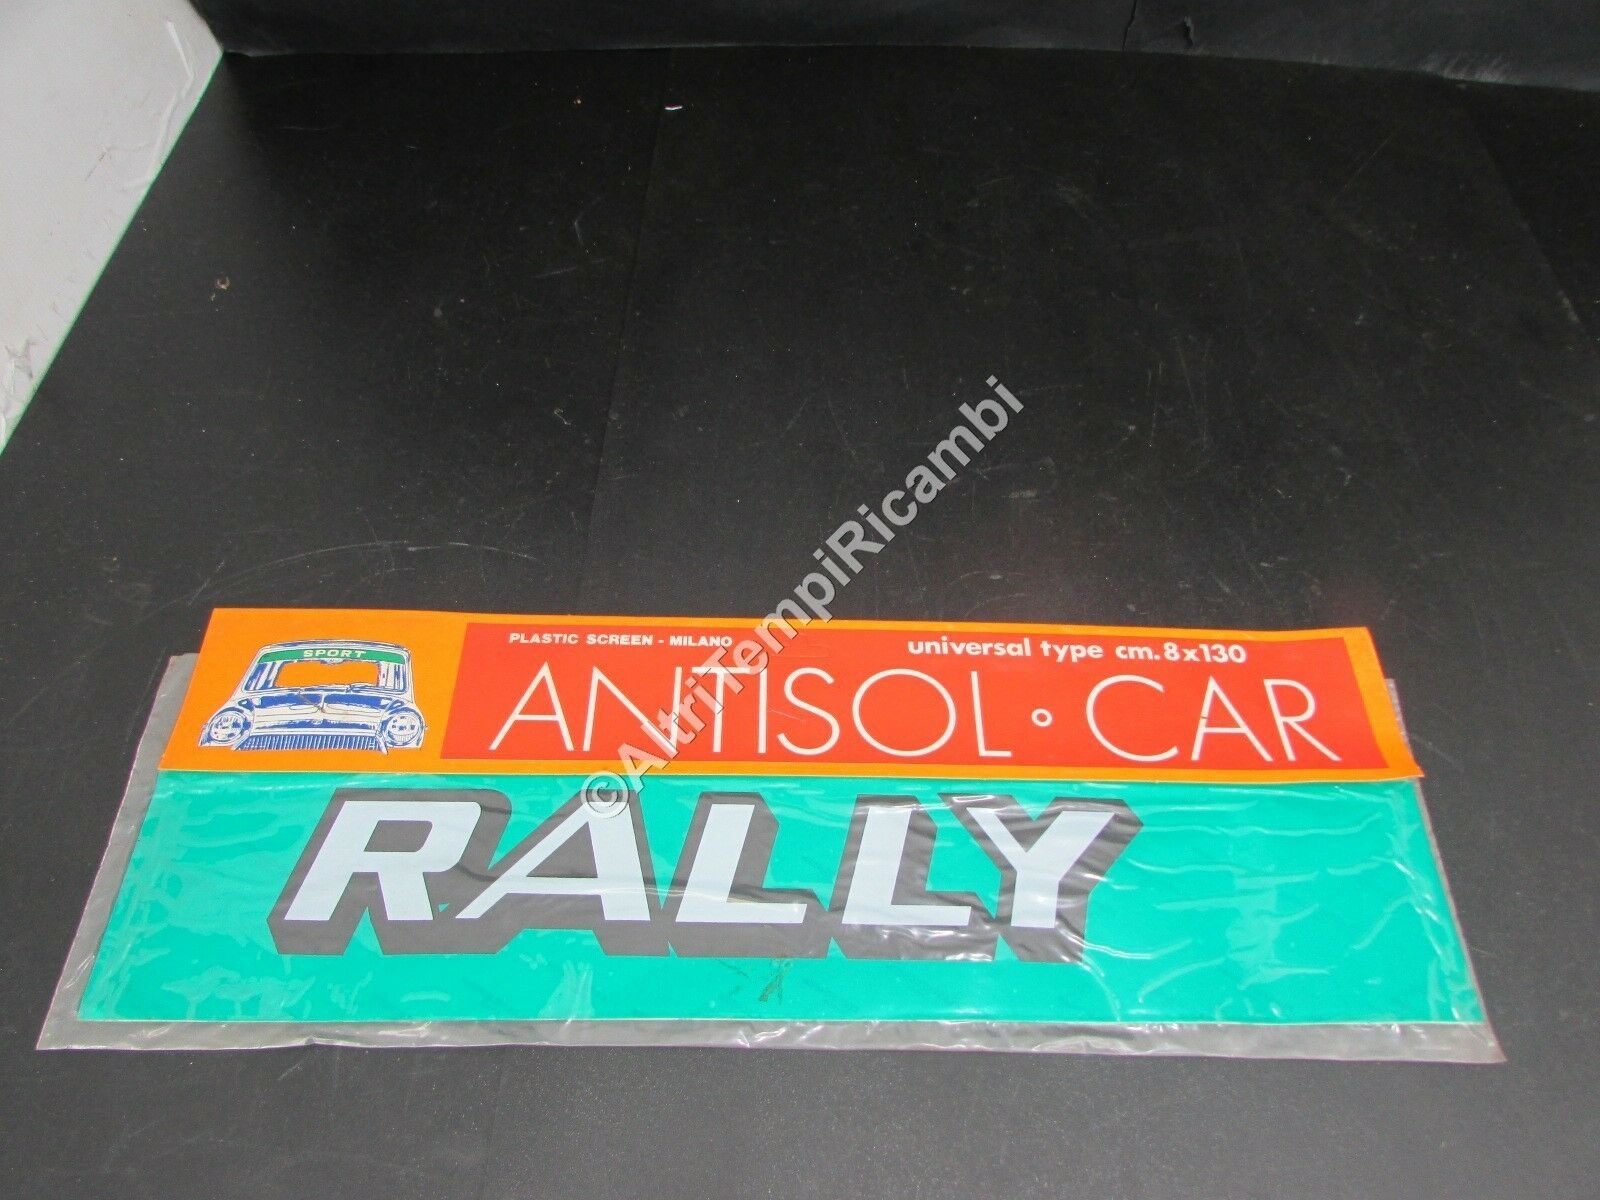 SPORT
PLASTIC SCREEN - MILANO
universal type cm. 8x130
ANTISOL • CAR
RALLY
©AltriTempiRicambi